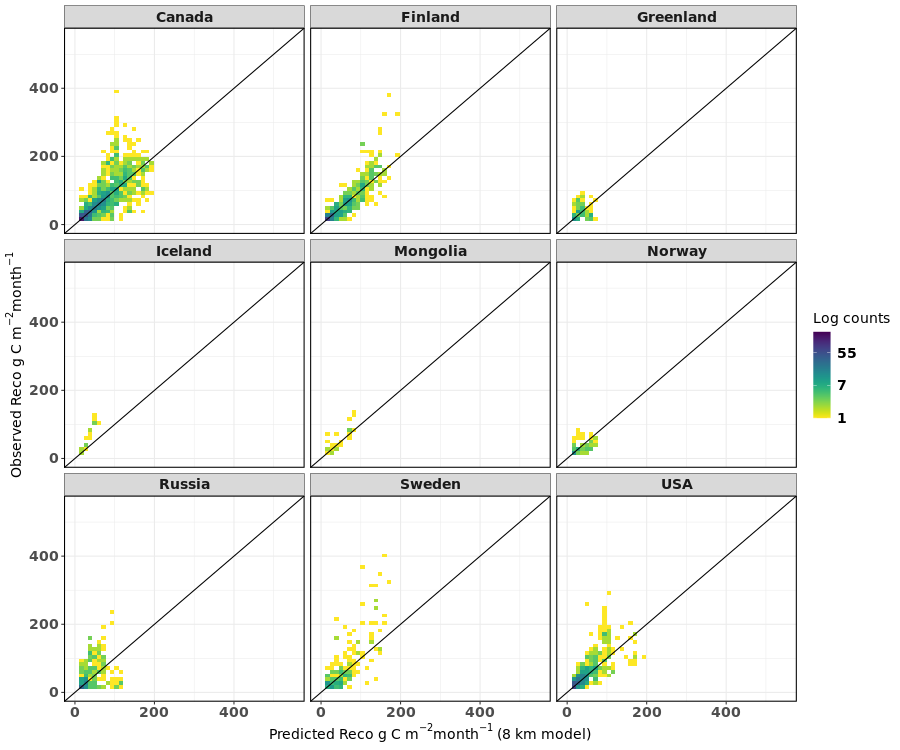 Canada Finland Greenland
400
200
0
Iceland Mongolia Norway
400
200
0
Russia Sweden USA
400
200
0
0 200 400 0 200 400 0 200 400
Observed Reco g C m−2month−1
Predicted Reco g C m−2month−1 (8 km model)
Log counts
55
7
1